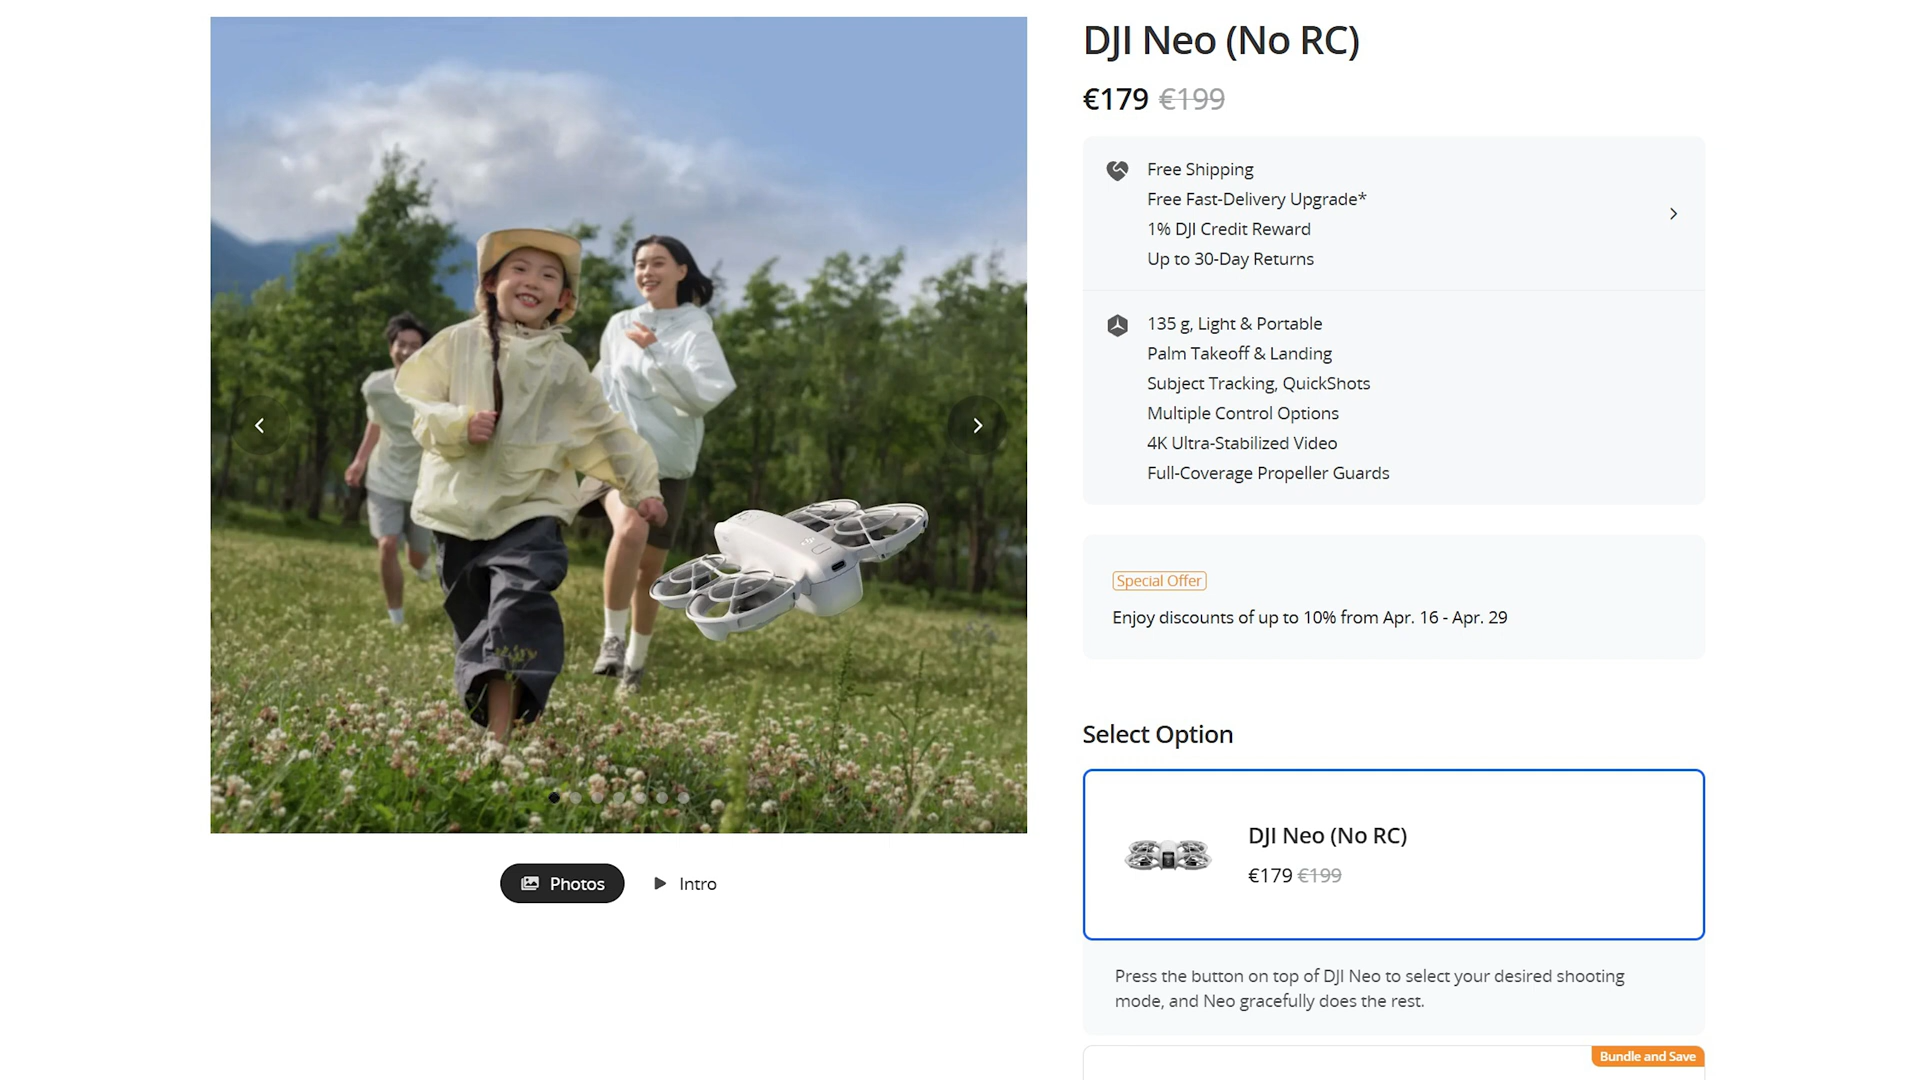 DJI Neo (No RC)
€179 €199
Free Shipping
Free Fast-Delivery Upgrade*
1% DJI Credit Reward
Up to 30-Day Returns
135 g, Light & Portable
Palm Takeoff & Landing
Subject Tracking, QuickShots
Multiple Control Options
4K Ultra-Stabilized Video
Full-Coverage Propeller Guards
Special Offer
Enjoy discounts of up to 10% from Apr. 16 - Apr. 29
Select Option
DJI Neo (No RC)
€179 €199
Press the button on top of DJI Neo to select your desired shooting
mode, and Neo gracefully does the rest.
Bundle and Save
Photos
Intro